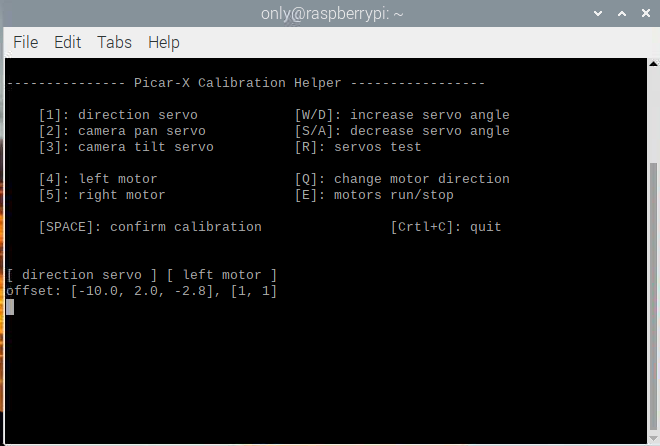 only@raspberrypi: ~
File Edit Tabs Help
--------------- Picar-X Calibration Helper -----------------
[1]: direction servo [W/D]: increase servo angle
[2]: camera pan servo [S/A]: decrease servo angle
[3]: camera tilt servo [R]: servos test
[4]: left motor [Q]: change motor direction
[5]: right motor [E]: motors run/stop
[SPACE]: confirm calibration [Crtl+C]: quit
[ direction servo ] [ left motor ]
offset: [-10.0, 2.0, -2.8], [1, 1]